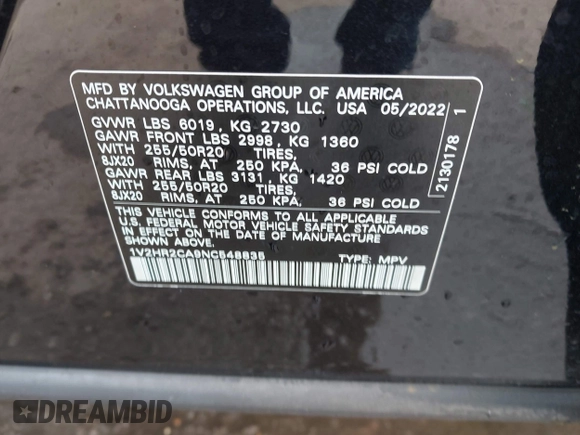 MFD BY VOLKSWAGEN GROUP OF AMERICA
CHATTANOOGA OPERATIONS, LLC. USA 05/2022
GVWR LBS 6019, KG 2730
GAWR FRONT LBS 2998, KG 1360
WITH 255/50R20 TIRES,
8JX20 RIMS, AT 250 KPA, 36 PSI COLD
GAWR REAR LBS 3131, KG 1420
WITH 255/50R20 TIRES,
8JX20 RIMS, AT 250 KPA, 36 PSI COLD
THIS VEHICLE CONFORMS TO ALL APPLICABLE
U.S. FEDERAL MOTOR VEHICLE SAFETY STANDARDS
IN EFFECT ON THE DATE OF MANUFACTURE
SHOWN ABOVE.
1V2HR2CA9NC548835 TYPE: MPV
2130178 1
DREAMBID